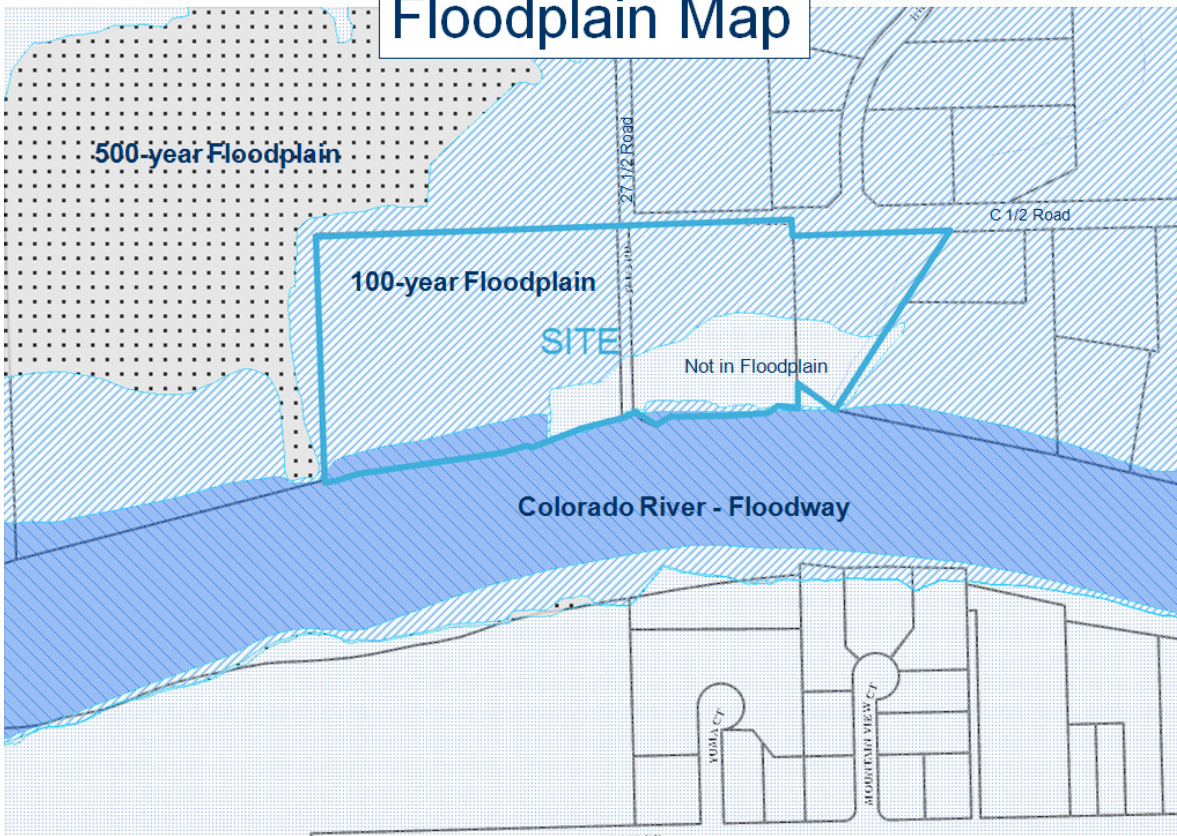 Floodplain Map
500-year Floodplain
27 1/2 Road
C 1/2 Road
100-year Floodplain
SITE
Not in Floodplain
Colorado River - Floodway
YUMA CT
MOUNTAIN VIEW CT